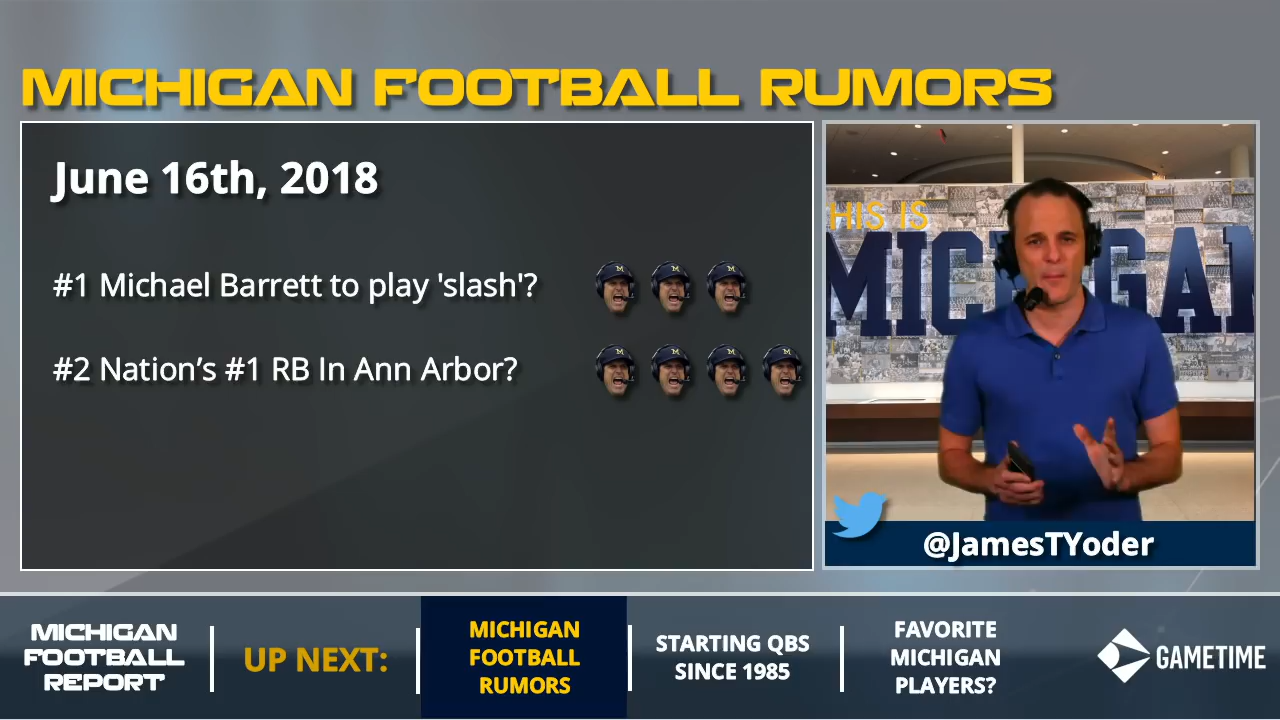 MICHIGAN FOOTBALL RUMORS
June 16th, 2018
#1 Michael Barrett to play 'slash'?
#2 Nation’s #1 RB In Ann Arbor?
HIS IS
MICHIGAN
@JamesTYoder
MICHIGAN
FOOTBALL
REPORT
UP NEXT:
MICHIGAN
FOOTBALL
RUMORS
STARTING QBS
SINCE 1985
FAVORITE
MICHIGAN
PLAYERS?
GAMETIME